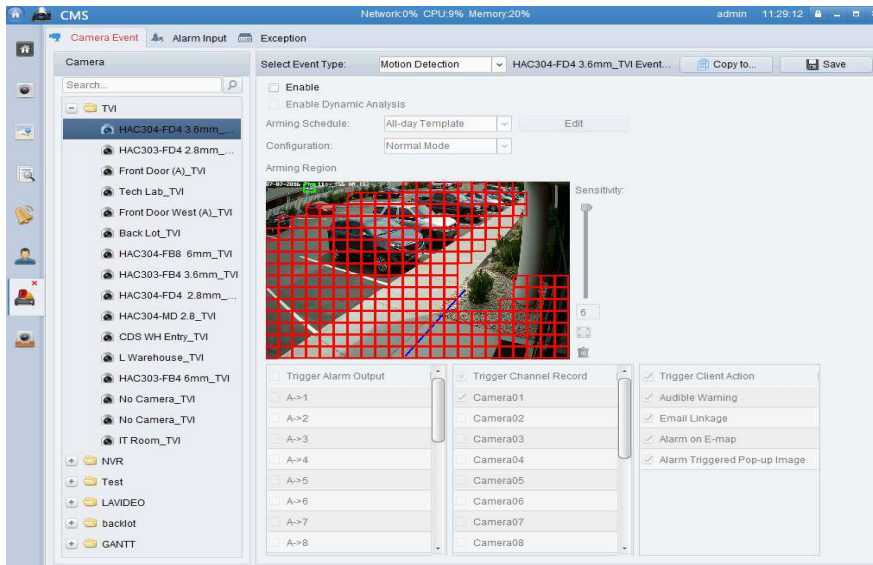 CMS
Network:0% CPU:9% Memory:20%
admin 11:29:12
Camera Event Alarm Input Exception
Camera
Search...
TVI
HAC304-FD4 3.6mm_...
HAC303-FD4 2.8mm_...
Front Door (A)_TVI
Tech Lab_TVI
Front Door West (A)_TVI
Back Lot_TVI
HAC304-FB8 6mm_TVI
HAC303-FB4 3.6mm_TVI
HAC304-FD4 2.8mm_...
HAC304-MD 2.8_TVI
CDS WH Entry_TVI
L Warehouse_TVI
HAC303-FB4 6mm_TVI
No Camera_TVI
No Camera_TVI
IT Room_TVI
NVR
Test
LAVIDEO
backlot
GANTT
Select Event Type: Motion Detection HAC304-FD4 3.6mm_TVI Event... Copy to... Save
Enable
Enable Dynamic Analysis
Arming Schedule: All-day Template Edit
Configuration: Normal Mode
Arming Region
07-07-2016
Sensitivity:
6
Trigger Alarm Output
A->1
A->2
A->3
A->4
A->5
A->6
A->7
A->8
Trigger Channel Record
Camera01
Camera02
Camera03
Camera04
Camera05
Camera06
Camera07
Camera08
Trigger Client Action
Audible Warning
Email Linkage
Alarm on E-map
Alarm Triggered Pop-up Image